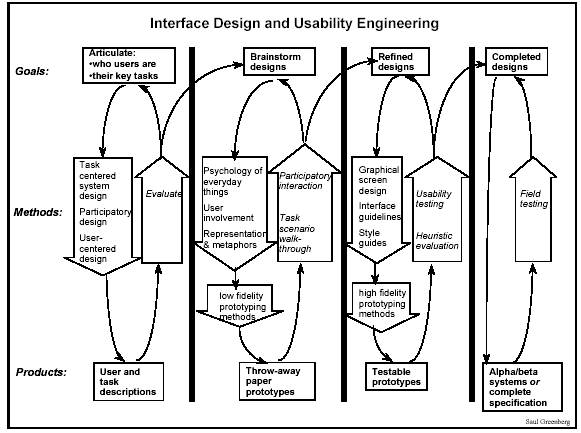 Interface Design and Usability Engineering
Goals:
Articulate:
•who users are
•their key tasks
Brainstorm
designs
Refined
designs
Completed
designs
Methods:
Task
centered
system
design
Participatory
design
User-
centered
design
Evaluate
Psychology of
everyday
things
User
involvement
Representation
& metaphors
low fidelity
prototyping
methods
Participatory
interaction
Task
scenario
walk-
through
Graphical
screen
design
Interface
guidelines
Style
guides
high fidelity
prototyping
methods
Usability
testing
Heuristic
evaluation
Field
testing
Products:
User and
task
descriptions
Throw-away
paper
prototypes
Testable
prototypes
Alpha/beta
systems or
complete
specification
Saul Greenberg